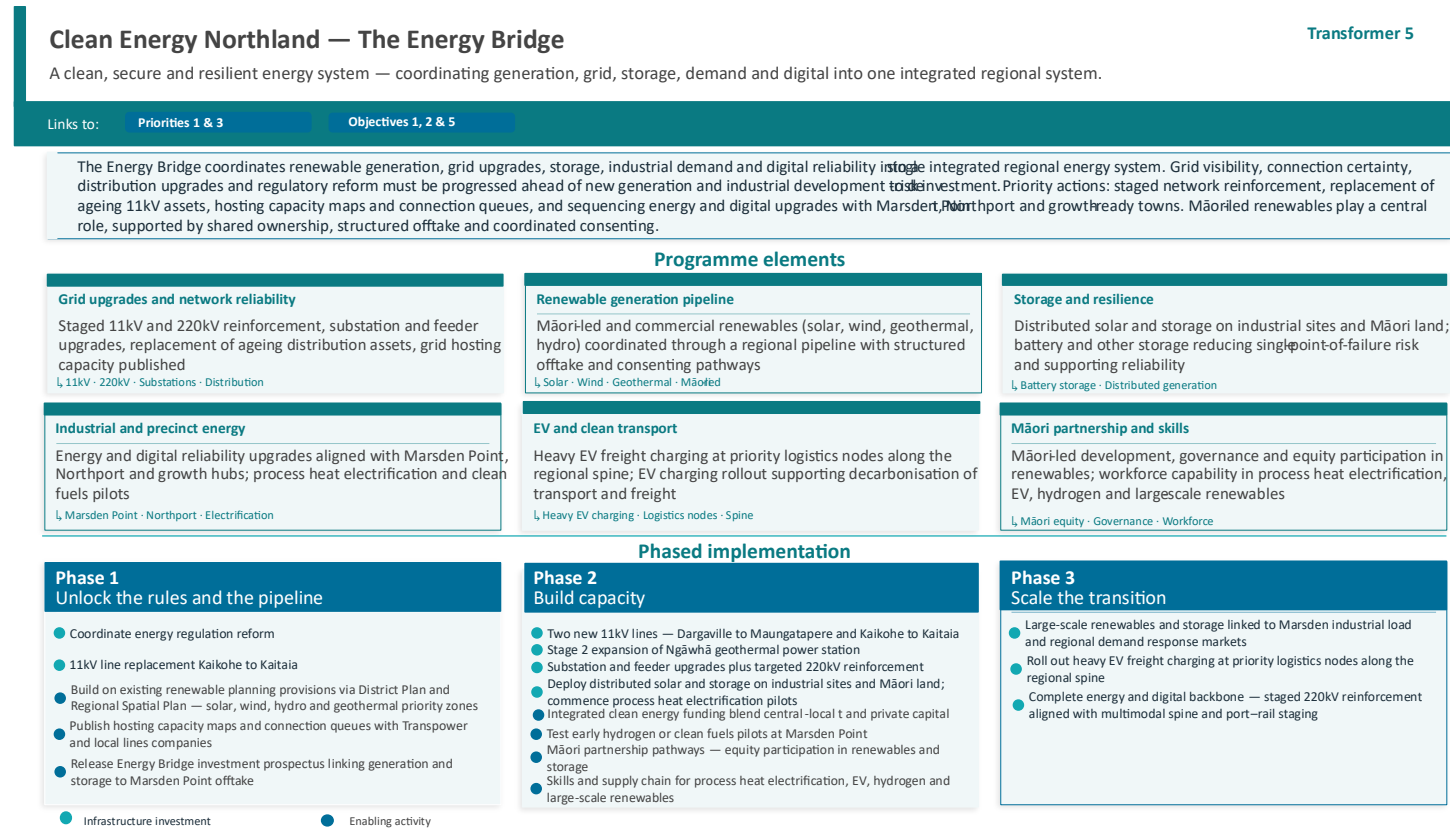 Clean Energy Northland — The Energy Bridge
Transformer 5
A clean, secure and resilient energy system — coordinating generation, grid, storage, demand and digital into one integrated regional system.
Links to:
Priorities 1 & 3
Objectives 1, 2 & 5
The Energy Bridge coordinates renewable generation, grid upgrades, storage, industrial demand and digital reliability integrated regional energy system. Grid visibility, connection certainty,
distribution upgrades and regulatory reform must be progressed ahead of new generation and industrial development investment. Priority actions: staged network reinforcement, replacement of
ageing 11kV assets, hosting capacity maps and connection queues, and sequencing energy and digital upgrades with Marsden Northport and growth-ready towns. Māori-led renewables play a central
role, supported by shared ownership, structured offtake and coordinated consenting.
Programme elements
Grid upgrades and network reliability
Staged 11kV and 220kV reinforcement, substation and feeder
upgrades, replacement of ageing distribution assets, grid hosting
capacity published
↳ 11kV · 220kV · Substations · Distribution
Renewable generation pipeline
Māori-led and commercial renewables (solar, wind, geothermal,
hydro) coordinated through a regional pipeline with structured
offtake and consenting pathways
↳ Solar · Wind · Geothermal · Māori-led
Storage and resilience
Distributed solar and storage on industrial sites and Māori land;
battery and other storage reducing single-point-of-failure risk
and supporting reliability
↳ Battery storage · Distributed generation
Industrial and precinct energy
Energy and digital reliability upgrades aligned with Marsden Point,
Northport and growth hubs; process heat electrification and clean
fuels pilots
↳ Marsden Point · Northport · Electrification
EV and clean transport
Heavy EV freight charging at priority logistics nodes along the
regional spine; EV charging rollout supporting decarbonisation of
transport and freight
↳ Heavy EV charging · Logistics nodes · Spine
Māori partnership and skills
Māori-led development, governance and equity participation in
renewables; workforce capability in process heat electrification,
EV, hydrogen and large-scale renewables
↳ Māori equity · Governance · Workforce
Phased implementation
Phase 1
Unlock the rules and the pipeline
Coordinate energy regulation reform
11kV line replacement Kaikohe to Kaitaia
Build on existing renewable planning provisions via District Plan and
Regional Spatial Plan — solar, wind, hydro and geothermal priority zones
Publish hosting capacity maps and connection queues with Transpower
and local lines companies
Release Energy Bridge investment prospectus linking generation and
storage to Marsden Point offtake
Phase 2
Build capacity
Two new 11kV lines — Dargaville to Maungatapere and Kaikohe to Kaitaia
Stage 2 expansion of Ngāwhā geothermal power station
Substation and feeder upgrades plus targeted 220kV reinforcement
Deploy distributed solar and storage on industrial sites and Māori land;
commence process heat electrification pilots
Integrated clean energy funding blend central-local t and private capital
Test early hydrogen or clean fuels pilots at Marsden Point
Māori partnership pathways — equity participation in renewables and
storage
Skills and supply chain for process heat electrification, EV, hydrogen and
large-scale renewables
Phase 3
Scale the transition
Large-scale renewables and storage linked to Marsden industrial load
and regional demand response markets
Roll out heavy EV freight charging at priority logistics nodes along the
regional spine
Complete energy and digital backbone — staged 220kV reinforcement
aligned with multimodal spine and port–rail staging
Infrastructure investment
Enabling activity